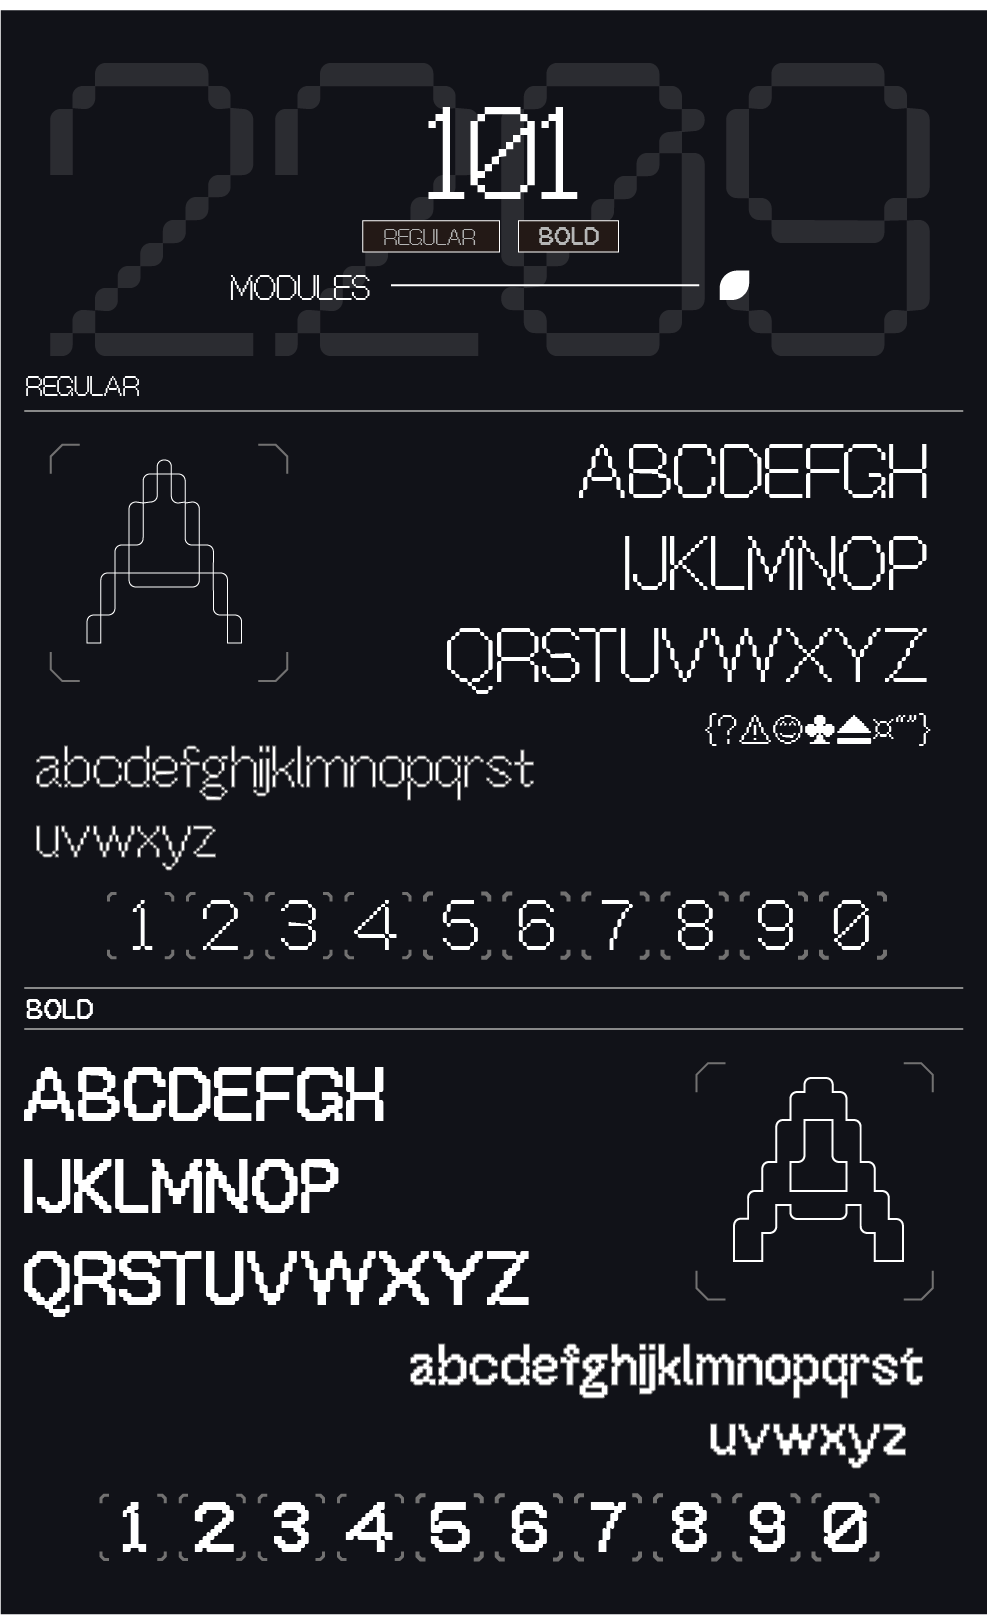 2209
101
REGULAR BOLD
MODULES
REGULAR
A
ABCDEFGH
IJKLMNOP
QRSTUVWXYZ
{?⚠☺♣⏏¤“”}
abcdefghijklmnopqrst
uvwxyz
1 2 3 4 5 6 7 8 9 0
BOLD
ABCDEFGH
IJKLMNOP
QRSTUVWXYZ
A
abcdefghijklmnopqrst
uvwxyz
1 2 3 4 5 6 7 8 9 0